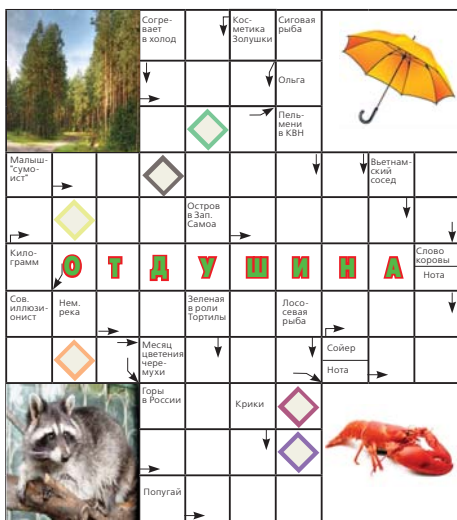 Согре-
вает
в холод
Кос-
метика
Золушки
Сиговая
рыба
Ольга
Пель-
мени
в КВН
Малыш-
"сумо-
ист"
Вьетнам-
ский
сосед
Остров
в Зап.
Самоа
Кило-
грамм
ОТДУШИНА
Слово
коровы
Нота
Сов.
иллюзи-
онист
Нем.
река
Зеленая
в роли
Тортилы
Лосо-
севая
рыба
Месяц
цветения
чере-
мухи
Сойер
Нота
Горы
в России
Крики
Попугай